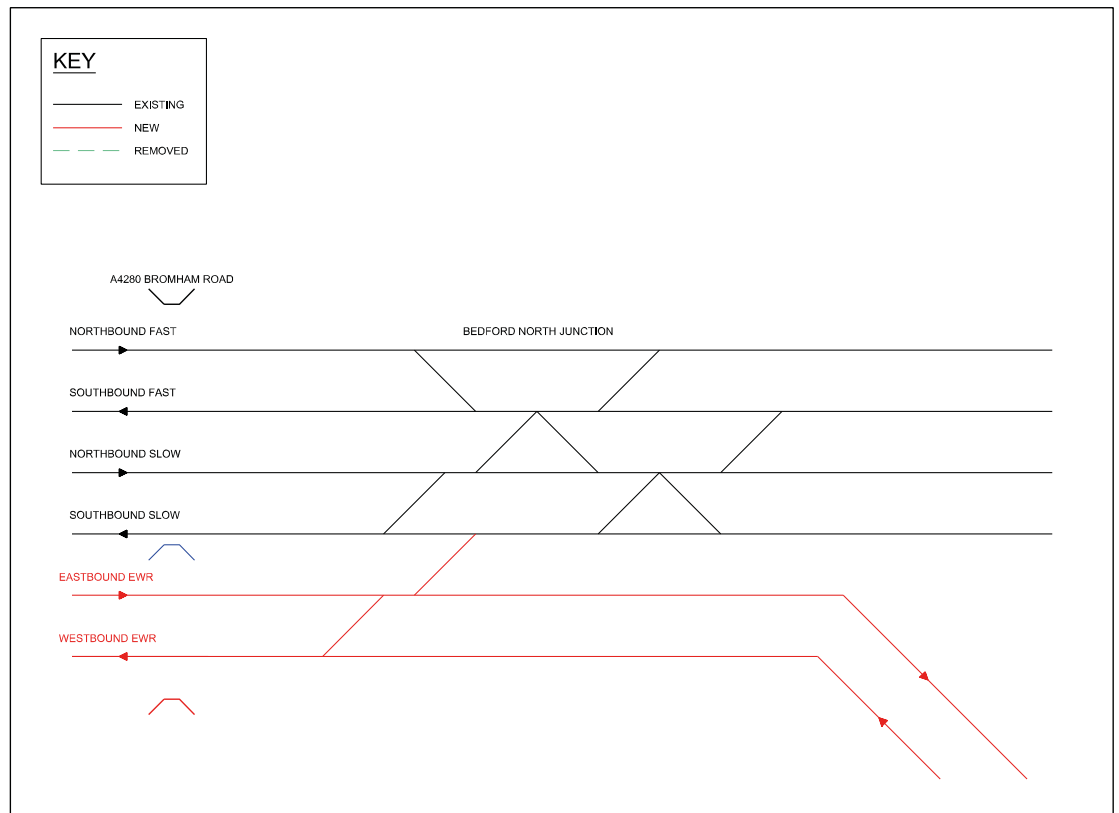 KEY
EXISTING
NEW
REMOVED
A4280 BROMHAM ROAD
NORTHBOUND FAST
BEDFORD NORTH JUNCTION
SOUTHBOUND FAST
NORTHBOUND SLOW
SOUTHBOUND SLOW
EASTBOUND EWR
WESTBOUND EWR